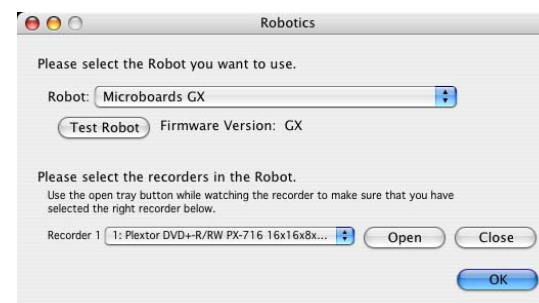 Robotics
Please select the Robot you want to use.
Robot: Microboards GX
Test Robot Firmware Version: GX
Please select the recorders in the Robot.
Use the open tray button while watching the recorder to make sure that you have
selected the right recorder below.
Recorder 1 1: Plextor DVD+-R/RW PX-716 16x16x8x... Open Close
OK